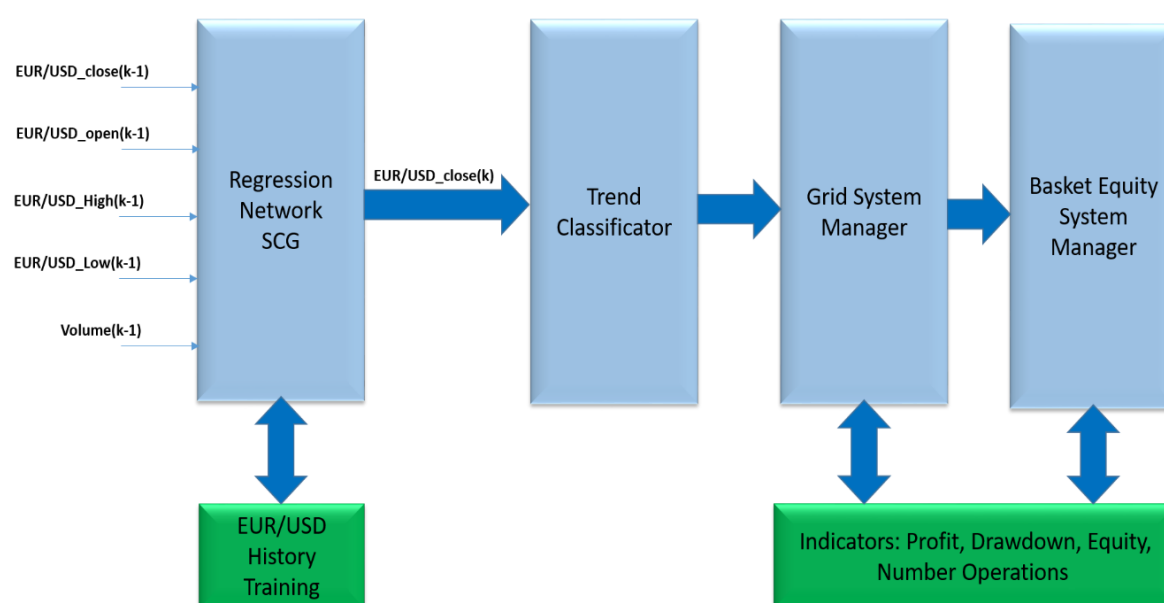 EUR/USD_close(k-1)
EUR/USD_open(k-1)
EUR/USD_High(k-1)
EUR/USD_Low(k-1)
Volume(k-1)
Regression
Network
SCG
EUR/USD_close(k)
Trend
Classificator
Grid System
Manager
Basket Equity
System
Manager
EUR/USD
History
Training
Indicators: Profit, Drawdown, Equity,
Number Operations